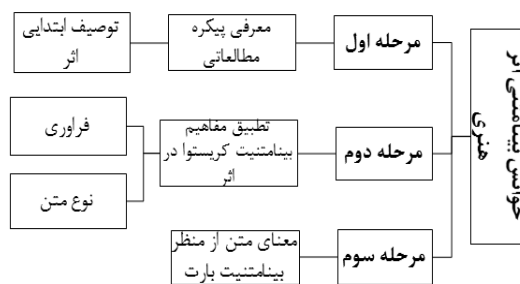 خوانش بینامتنی اثر
هنری
مرحله اول
معرفی پیکره
مطالعاتی
توصیف ابتدایی
اثر
مرحله دوم
تطبیق مفاهیم
بینامتنیت کریستوا در
اثر
فراوری
نوع متن
مرحله سوم
معنای متن از منظر
بینامتنیت بارت